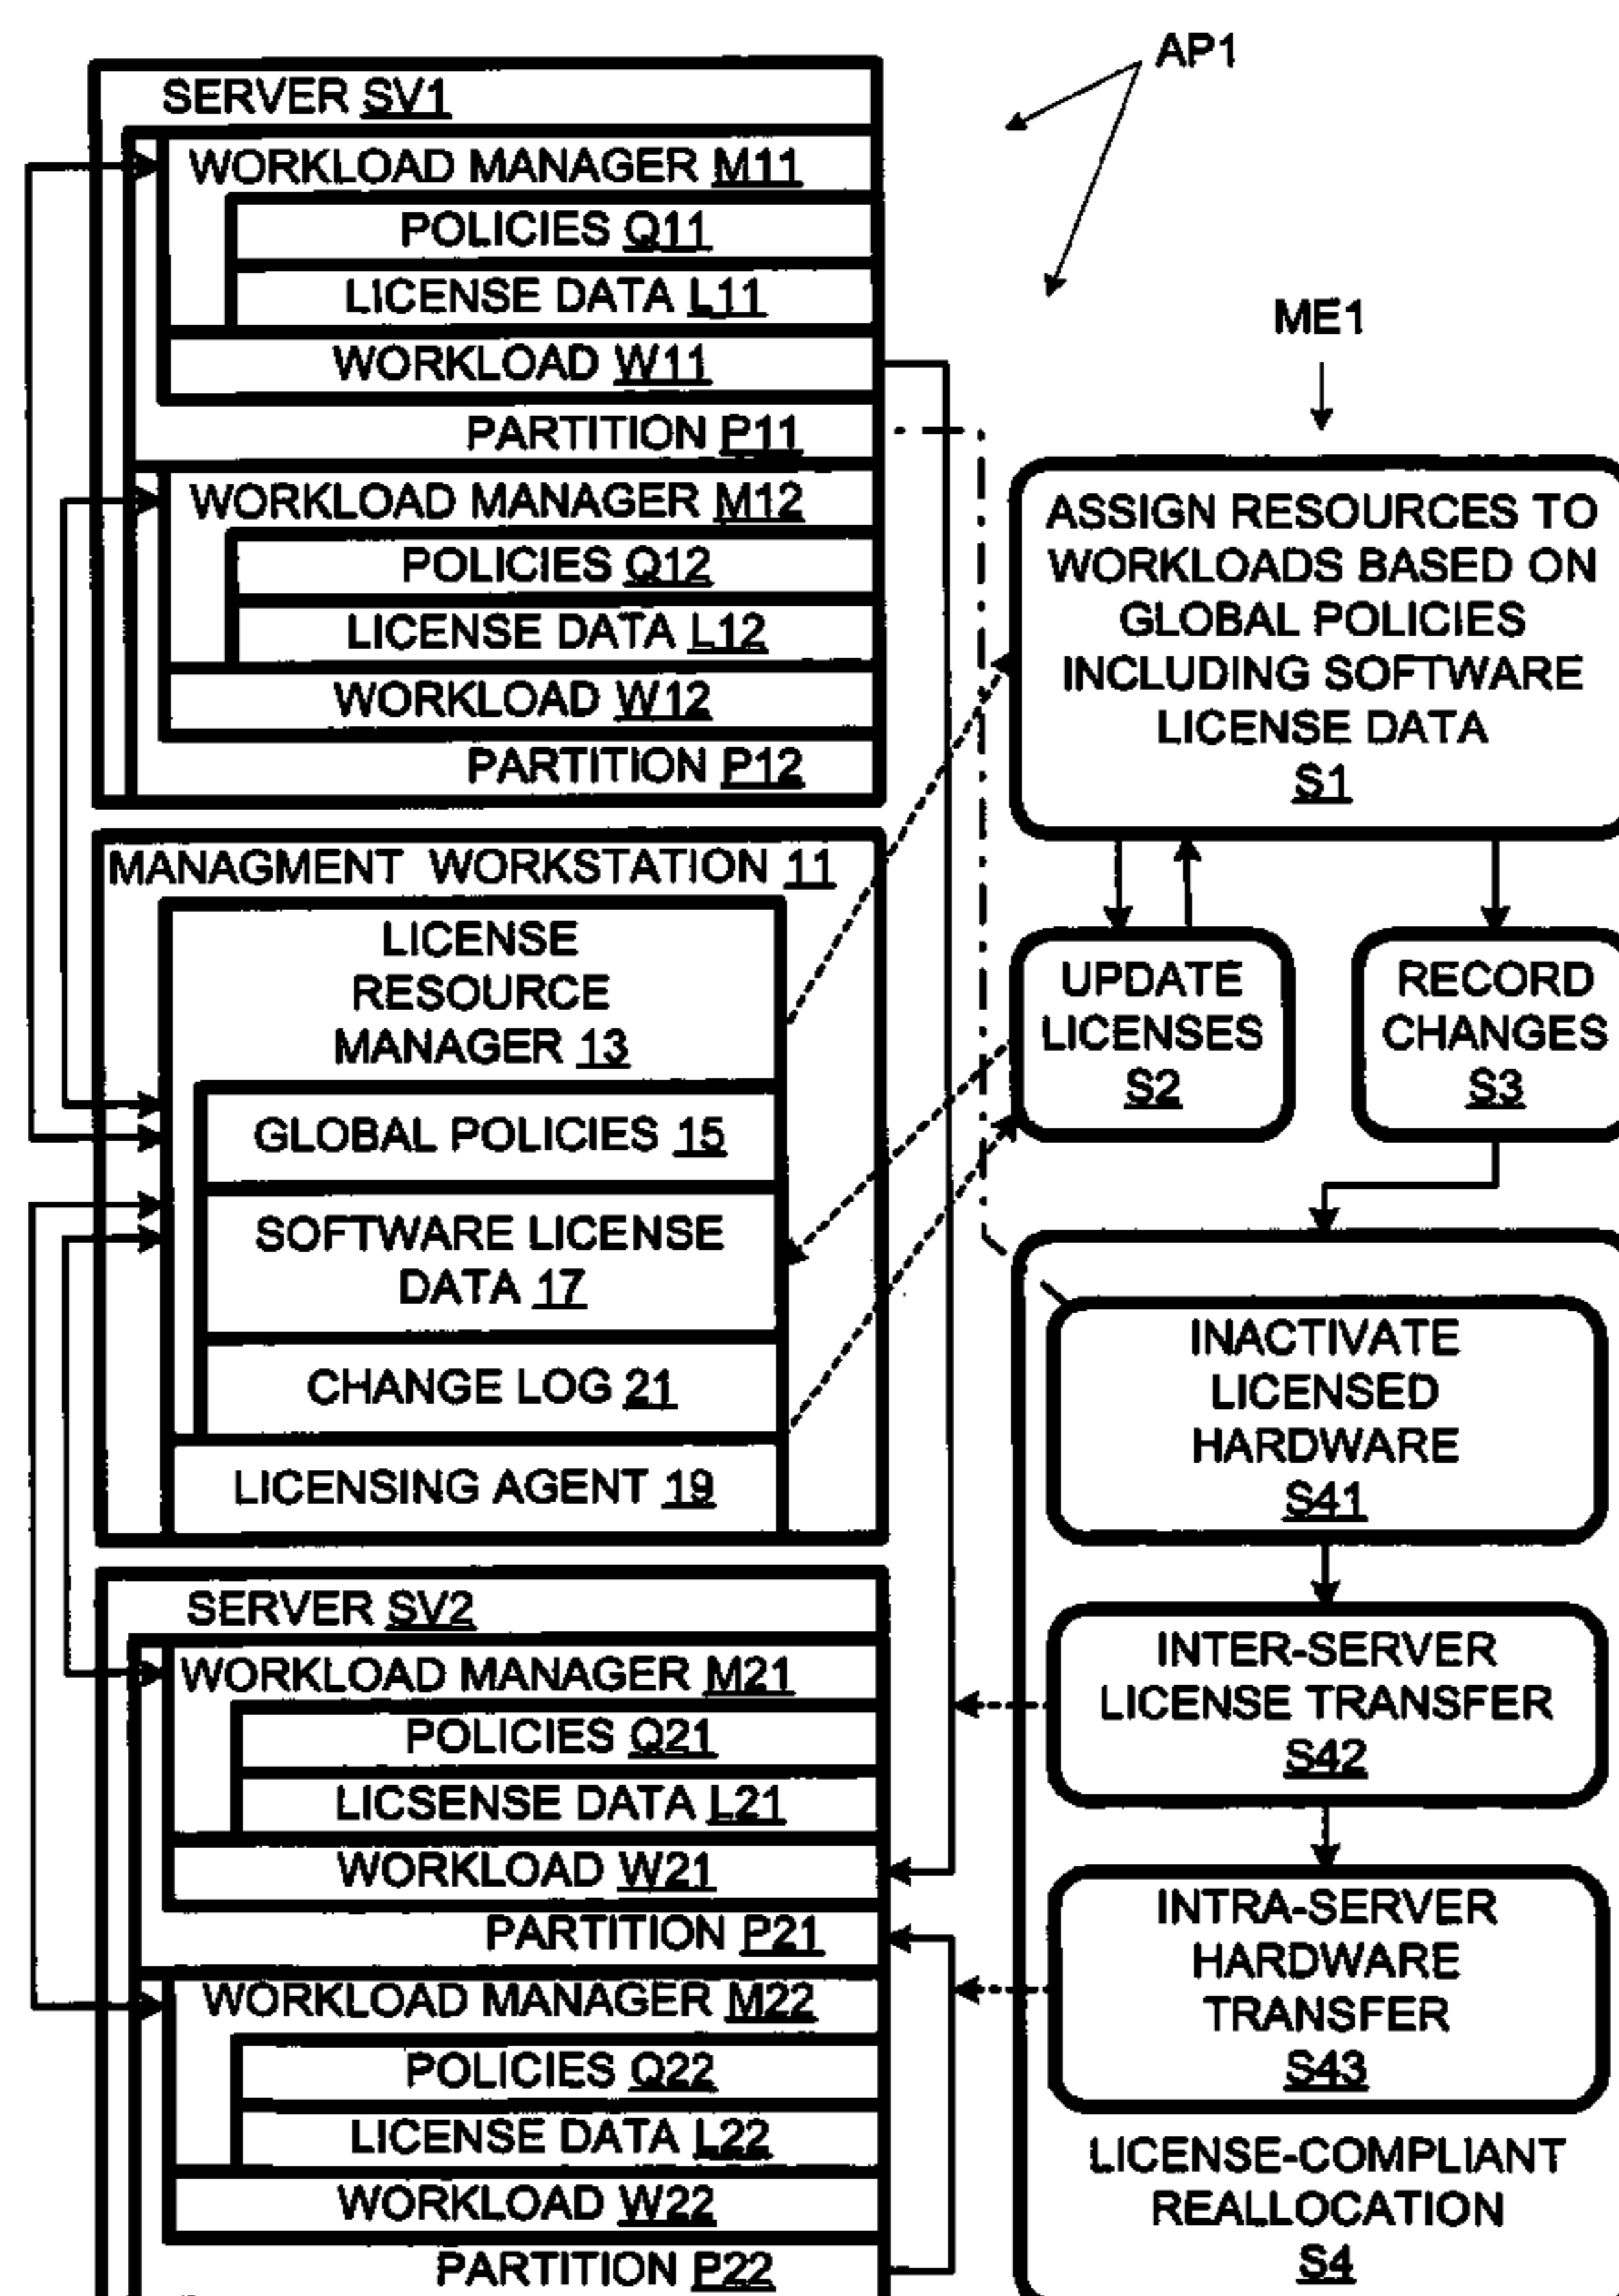 AP1
SERVER SV1
WORKLOAD MANAGER M11
POLICIES Q11
LICENSE DATA L11
WORKLOAD W11
PARTITION P11
WORKLOAD MANAGER M12
POLICIES Q12
LICENSE DATA L12
WORKLOAD W12
PARTITION P12
MANAGMENT WORKSTATION 11
LICENSE
RESOURCE
MANAGER 13
GLOBAL POLICIES 15
SOFTWARE LICENSE
DATA 17
CHANGE LOG 21
LICENSING AGENT 19
SERVER SV2
WORKLOAD MANAGER M21
POLICIES Q21
LICSENSE DATA L21
WORKLOAD W21
PARTITION P21
WORKLOAD MANAGER M22
POLICIES Q22
LICENSE DATA L22
WORKLOAD W22
PARTITION P22
ME1
ASSIGN RESOURCES TO
WORKLOADS BASED ON
GLOBAL POLICIES
INCLUDING SOFTWARE
LICENSE DATA
S1
UPDATE
LICENSES
S2
RECORD
CHANGES
S3
INACTIVATE
LICENSED
HARDWARE
S41
INTER-SERVER
LICENSE TRANSFER
S42
INTRA-SERVER
HARDWARE
TRANSFER
S43
LICENSE-COMPLIANT
REALLOCATION
S4